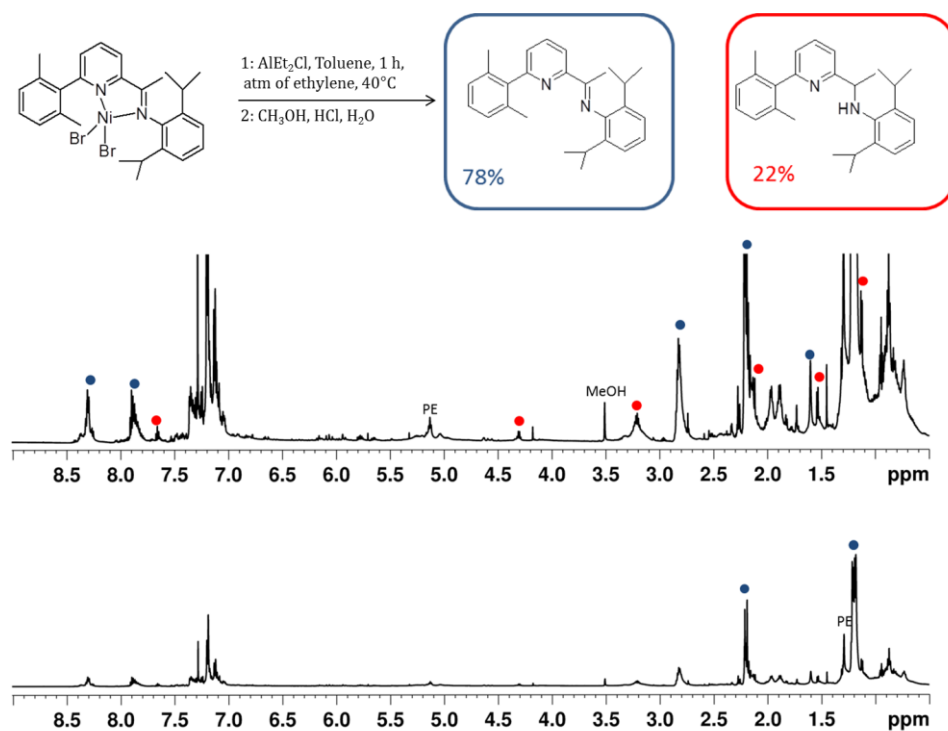 1: AlEt₂Cl, Toluene, 1 h,
atm of ethylene, 40°C
2: CH₃OH, HCl, H₂O
N
N
Ni
Br
Br
N
N
78%
N
HN
22%
PE
MeOH
8.5 8.0 7.5 7.0 6.5 6.0 5.5 5.0 4.5 4.0 3.5 3.0 2.5 2.0 1.5 ppm
PE
8.5 8.0 7.5 7.0 6.5 6.0 5.5 5.0 4.5 4.0 3.5 3.0 2.5 2.0 1.5 ppm